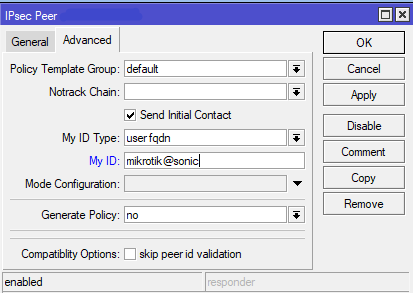 IPsec Peer
General
Advanced
Policy Template Group: default
Notrack Chain:
Send Initial Contact
My ID Type: user fqdn
My ID: mikrotik@sonic
Mode Configuration:
Generate Policy: no
Compatiblity Options: skip peer id validation
OK
Cancel
Apply
Disable
Comment
Copy
Remove
enabled
responder